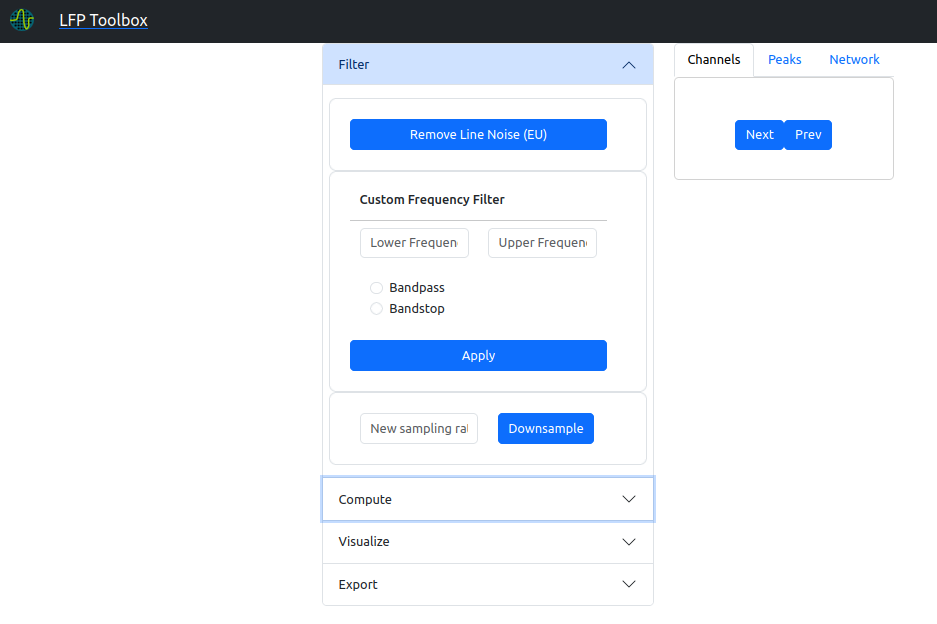 LFP Toolbox
Filter
Remove Line Noise (EU)
Custom Frequency Filter
Lower Frequen
Upper Frequen
Bandpass
Bandstop
Apply
New sampling ra
Downsample
Compute
Visualize
Export
Channels Peaks Network
Next Prev